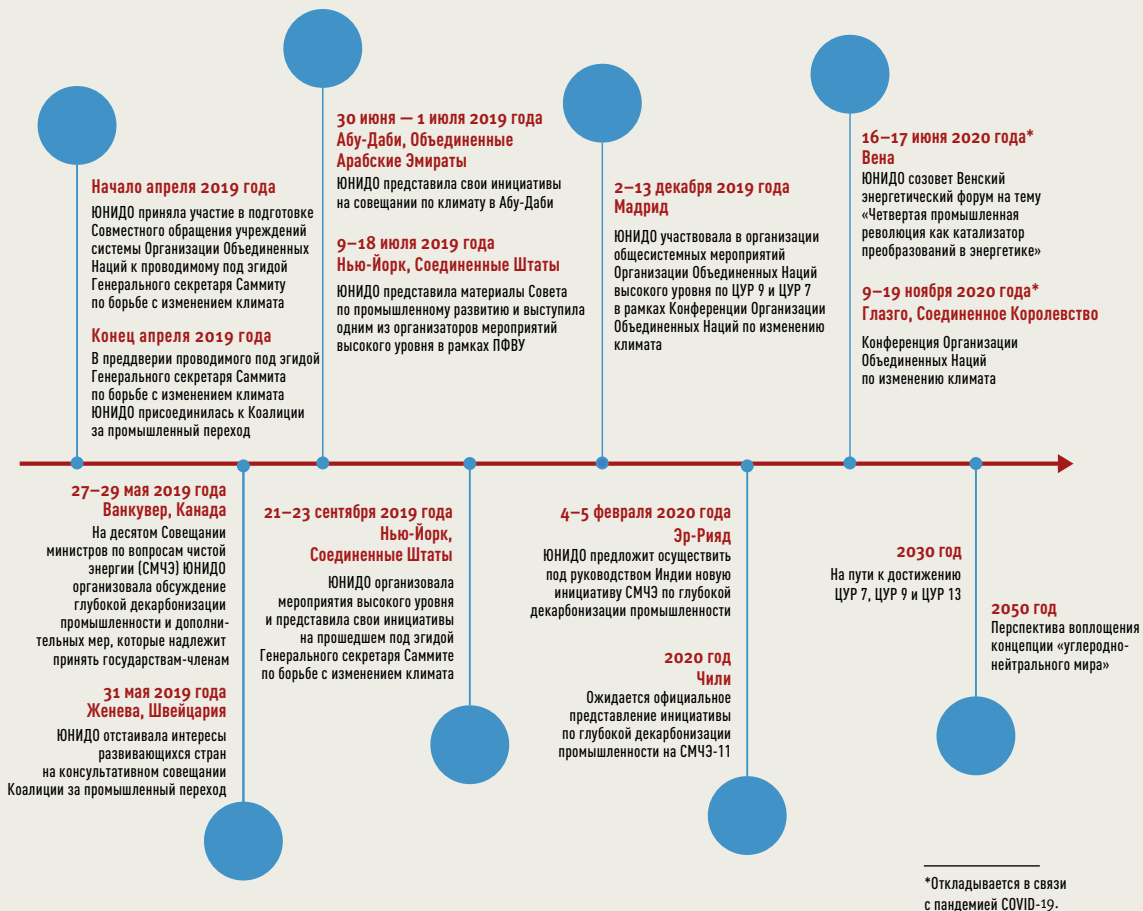 Начало апреля 2019 года
ЮНИДО приняла участие в подготовке
Совместного обращения учреждений
системы Организации Объединенных
Наций к проводимому под эгидой
Генерального секретаря Саммиту
по борьбе с изменением климата
Конец апреля 2019 года
В преддверии проводимого под эгидой
Генерального секретаря Саммита
по борьбе с изменением климата
ЮНИДО присоединилась к Коалиции
за промышленный переход
27–29 мая 2019 года
Ванкувер, Канада
На десятом Совещании
министров по вопросам чистой
энергии (СМЧЭ) ЮНИДО
организовала обсуждение
глубокой декарбонизации
промышленности и дополни-
тельных мер, которые надлежит
принять государствам-членам
31 мая 2019 года
Женева, Швейцария
ЮНИДО отстаивала интересы
развивающихся стран
на консультативном совещании
Коалиции за промышленный переход
30 июня — 1 июля 2019 года
Абу-Даби, Объединенные
Арабские Эмираты
ЮНИДО представила свои инициативы
на совещании по климату в Абу-Даби
9–18 июля 2019 года
Нью-Йорк, Соединенные Штаты
ЮНИДО представила материалы Совета
по промышленному развитию и выступила
одним из организаторов мероприятий
высокого уровня в рамках ПФВУ
21–23 сентября 2019 года
Нью-Йорк,
Соединенные Штаты
ЮНИДО организовала
мероприятия высокого уровня
и представила свои инициативы
на прошедшем под эгидой
Генерального секретаря Саммите
по борьбе с изменением климата
2–13 декабря 2019 года
Мадрид
ЮНИДО участвовала в организации
общесистемных мероприятий
Организации Объединенных Наций
высокого уровня по ЦУР 9 и ЦУР 7
в рамках Конференции Организации
Объединенных Наций по изменению
климата
4–5 февраля 2020 года
Эр-Рияд
ЮНИДО предложит осуществить
под руководством Индии новую
инициативу СМЧЭ по глубокой
декарбонизации промышленности
2020 год
Чили
Ожидается официальное
представление инициативы
по глубокой декарбонизации
промышленности на СМЧЭ-11
16–17 июня 2020 года*
Вена
ЮНИДО созовет Венский
энергетический форум на тему
«Четвертая промышленная
революция как катализатор
преобразований в энергетике»
9–19 ноября 2020 года*
Глазго, Соединенное Королевство
Конференция Организации
Объединенных Наций
по изменению климата
2030 год
На пути к достижению
ЦУР 7, ЦУР 9 и ЦУР 13
2050 год
Перспектива воплощения
концепции «углеродно-
нейтрального мира»
*Откладывается в связи
с пандемией COVID-19.